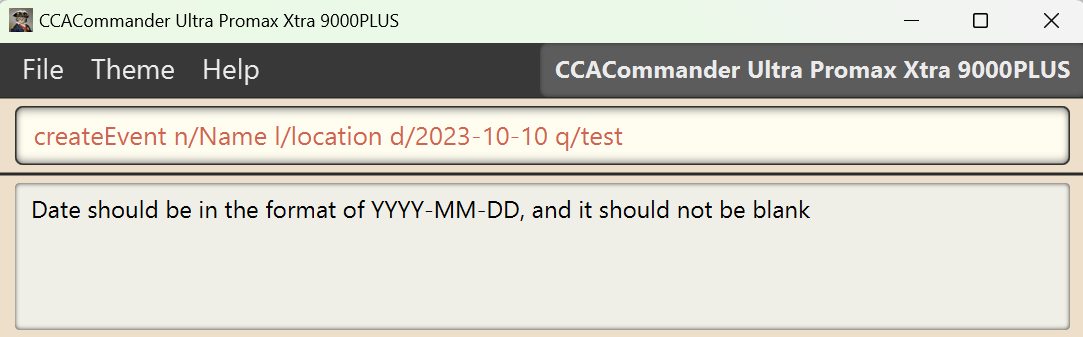 CCACommander Ultra Promax Xtra 9000PLUS
File Theme Help CCACommander Ultra Promax Xtra 9000PLUS
createEvent n/Name l/location d/2023-10-10 q/test
Date should be in the format of YYYY-MM-DD, and it should not be blank